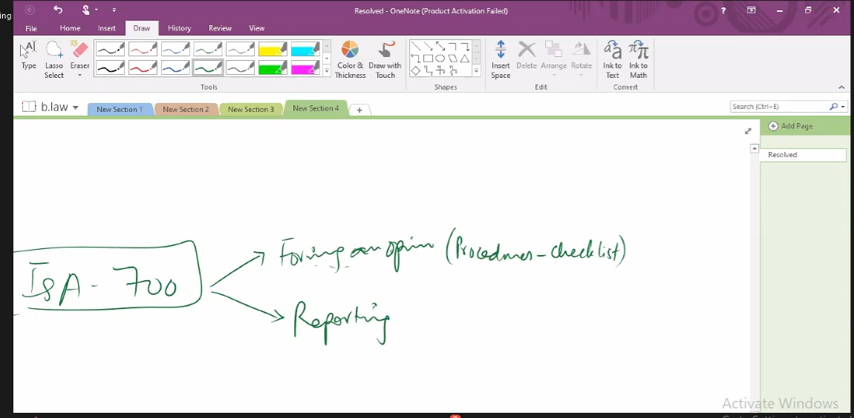 ing
Resolved - OneNote (Product Activation Failed)
File Home Insert Draw History Review View
Type
Lasso Select
Eraser
Color & Thickness
Draw with Touch
Insert Space
Delete
Arrange
Rotate
Ink to Text
Ink to Math
Tools
Shapes
Edit
Convert
b.law
New Section 1
New Section 2
New Section 3
New Section 4
Search (Ctrl+E)
Add Page
Resolved
ISA - 700
Foring an opinin (Procedures - checklist)
Reporting
Activate Windows